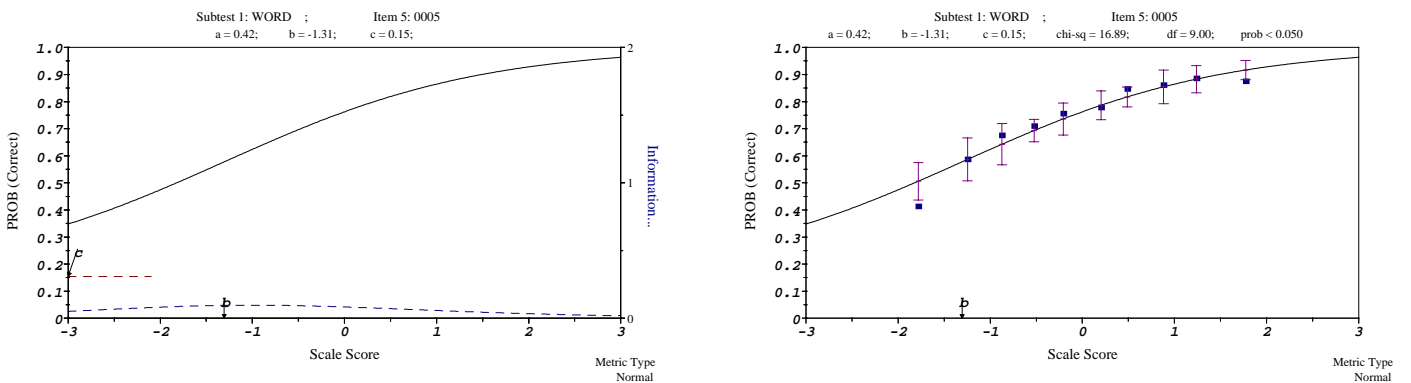 Subtest 1: WORD ; Item 5: 0005
a = 0.42; b = -1.31; c = 0.15;
1.0
0.9
0.8
0.7
0.6
0.5
0.4
0.3
0.2
0.1
0
PROB (Correct)
c
b
2
1
0
Information...
-3 -2 -1 0 1 2 3
Scale Score
Metric Type
Normal
Subtest 1: WORD ; Item 5: 0005
a = 0.42; b = -1.31; c = 0.15; chi-sq = 16.89; df = 9.00; prob < 0.050
1.0
0.9
0.8
0.7
0.6
0.5
0.4
0.3
0.2
0.1
0
PROB (Correct)
b
-3 -2 -1 0 1 2 3
Scale Score
Metric Type
Normal